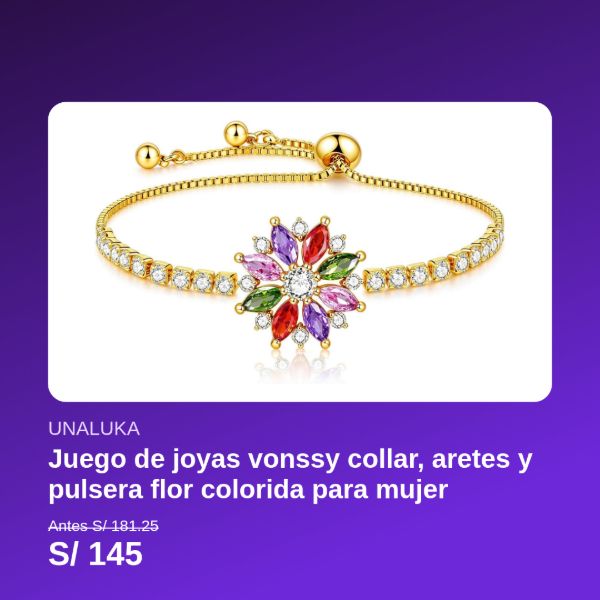 UNALUKA
Juego de joyas vonssy collar, aretes y
pulsera flor colorida para mujer
Antes S/ 181.25
S/ 145